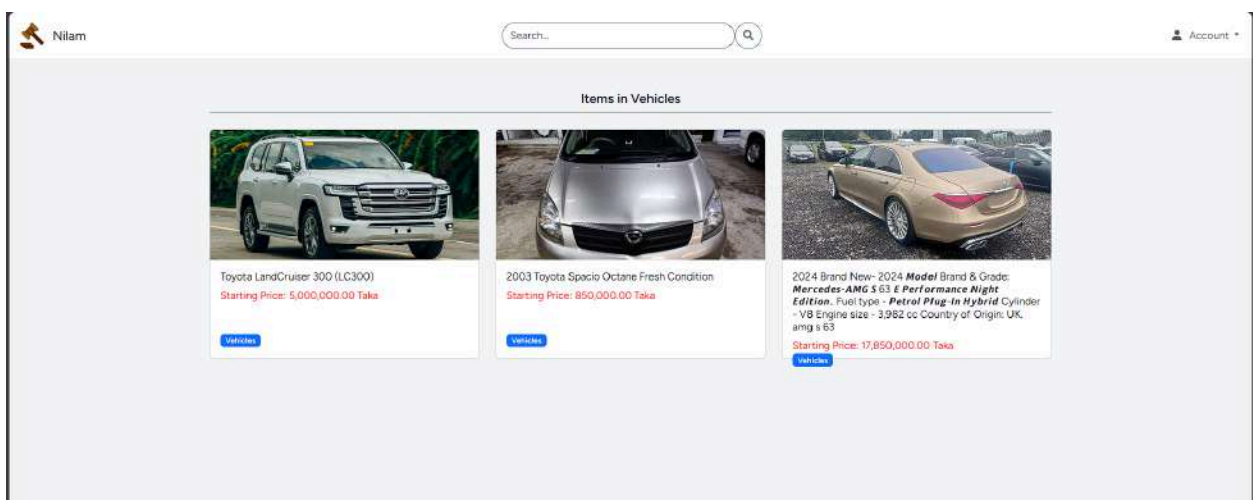 Nilam
Search...
Account
Items in Vehicles
Toyota LandCruiser 300 (LC300)
Starting Price: 5,000,000.00 Taka
Vehicles
2003 Toyota Spacio Octane Fresh Condition
Starting Price: 850,000.00 Taka
Vehicles
2024 Brand New- 2024 Model Brand & Grade:
Mercedes-AMG S 63 E Performance Night
Edition. Fuel type - Petrol Plug-In Hybrid Cylinder
- V8 Engine size - 3,982 cc Country of Origin: UK.
amg s 63
Starting Price: 17,850,000.00 Taka
Vehicles